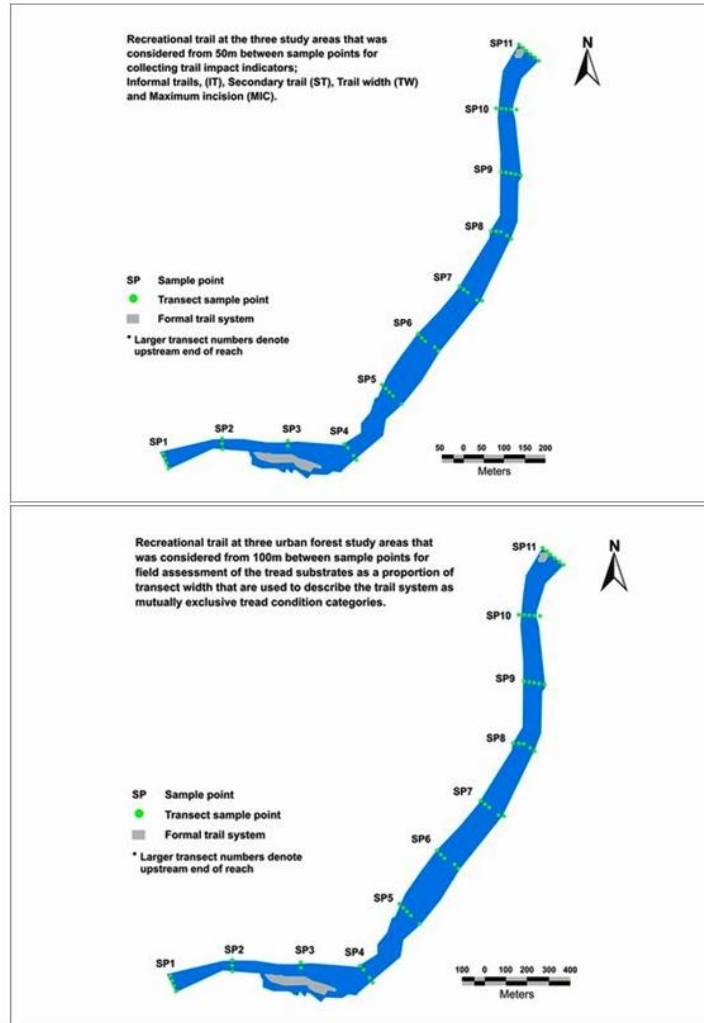 Recreational trail at the three study areas that was
considered from 50m between sample points for
collecting trail impact indicators;
Informal trails, (IT), Secondary trail (ST), Trail width (TW)
and Maximum incision (MIC).
N
SP11
SP10
SP9
SP8
SP7
SP6
SP5
SP4
SP3
SP2
SP1
SP Sample point
Transect sample point
Formal trail system
* Larger transect numbers denote
upstream end of reach
50 0 50 100 150 200
Meters
Recreational trail at three urban forest study areas that
was considered from 100m between sample points for
field assessment of the tread substrates as a proportion of
transect width that are used to describe the trail system as
mutually exclusive tread condition categories.
N
SP11
SP10
SP9
SP8
SP7
SP6
SP5
SP4
SP3
SP2
SP1
SP Sample point
Transect sample point
Formal trail system
* Larger transect numbers denote
upstream end of reach
100 0 100 200 300 400
Meters